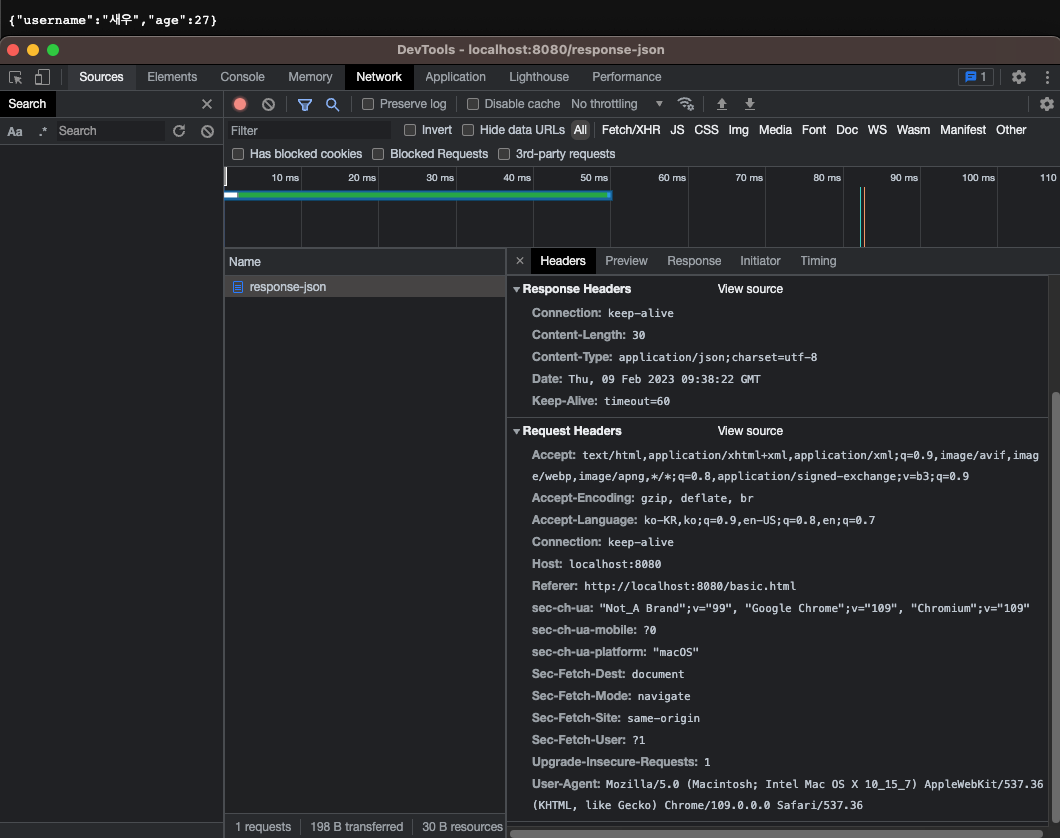 {"username":"새우","age":27}
DevTools - localhost:8080/response-json
Sources Elements Console Memory Network Application Lighthouse Performance 1
Search
Preserve log Disable cache No throttling
Aa .* Search
Filter Invert Hide data URLs All Fetch/XHR JS CSS Img Media Font Doc WS Wasm Manifest Other
Has blocked cookies Blocked Requests 3rd-party requests
10 ms 20 ms 30 ms 40 ms 50 ms 60 ms 70 ms 80 ms 90 ms 100 ms 110
Name
response-json
Headers Preview Response Initiator Timing
Response Headers View source
Connection: keep-alive
Content-Length: 30
Content-Type: application/json;charset=utf-8
Date: Thu, 09 Feb 2023 09:38:22 GMT
Keep-Alive: timeout=60
Request Headers View source
Accept: text/html,application/xhtml+xml,application/xml;q=0.9,image/avif,imag
e/webp,image/apng,*/*;q=0.8,application/signed-exchange;v=b3;q=0.9
Accept-Encoding: gzip, deflate, br
Accept-Language: ko-KR,ko;q=0.9,en-US;q=0.8,en;q=0.7
Connection: keep-alive
Host: localhost:8080
Referer: http://localhost:8080/basic.html
sec-ch-ua: "Not_A Brand";v="99", "Google Chrome";v="109", "Chromium";v="109"
sec-ch-ua-mobile: ?0
sec-ch-ua-platform: "macOS"
Sec-Fetch-Dest: document
Sec-Fetch-Mode: navigate
Sec-Fetch-Site: same-origin
Sec-Fetch-User: ?1
Upgrade-Insecure-Requests: 1
User-Agent: Mozilla/5.0 (Macintosh; Intel Mac OS X 10_15_7) AppleWebKit/537.36
(KHTML, like Gecko) Chrome/109.0.0.0 Safari/537.36
1 requests 198 B transferred 30 B resources